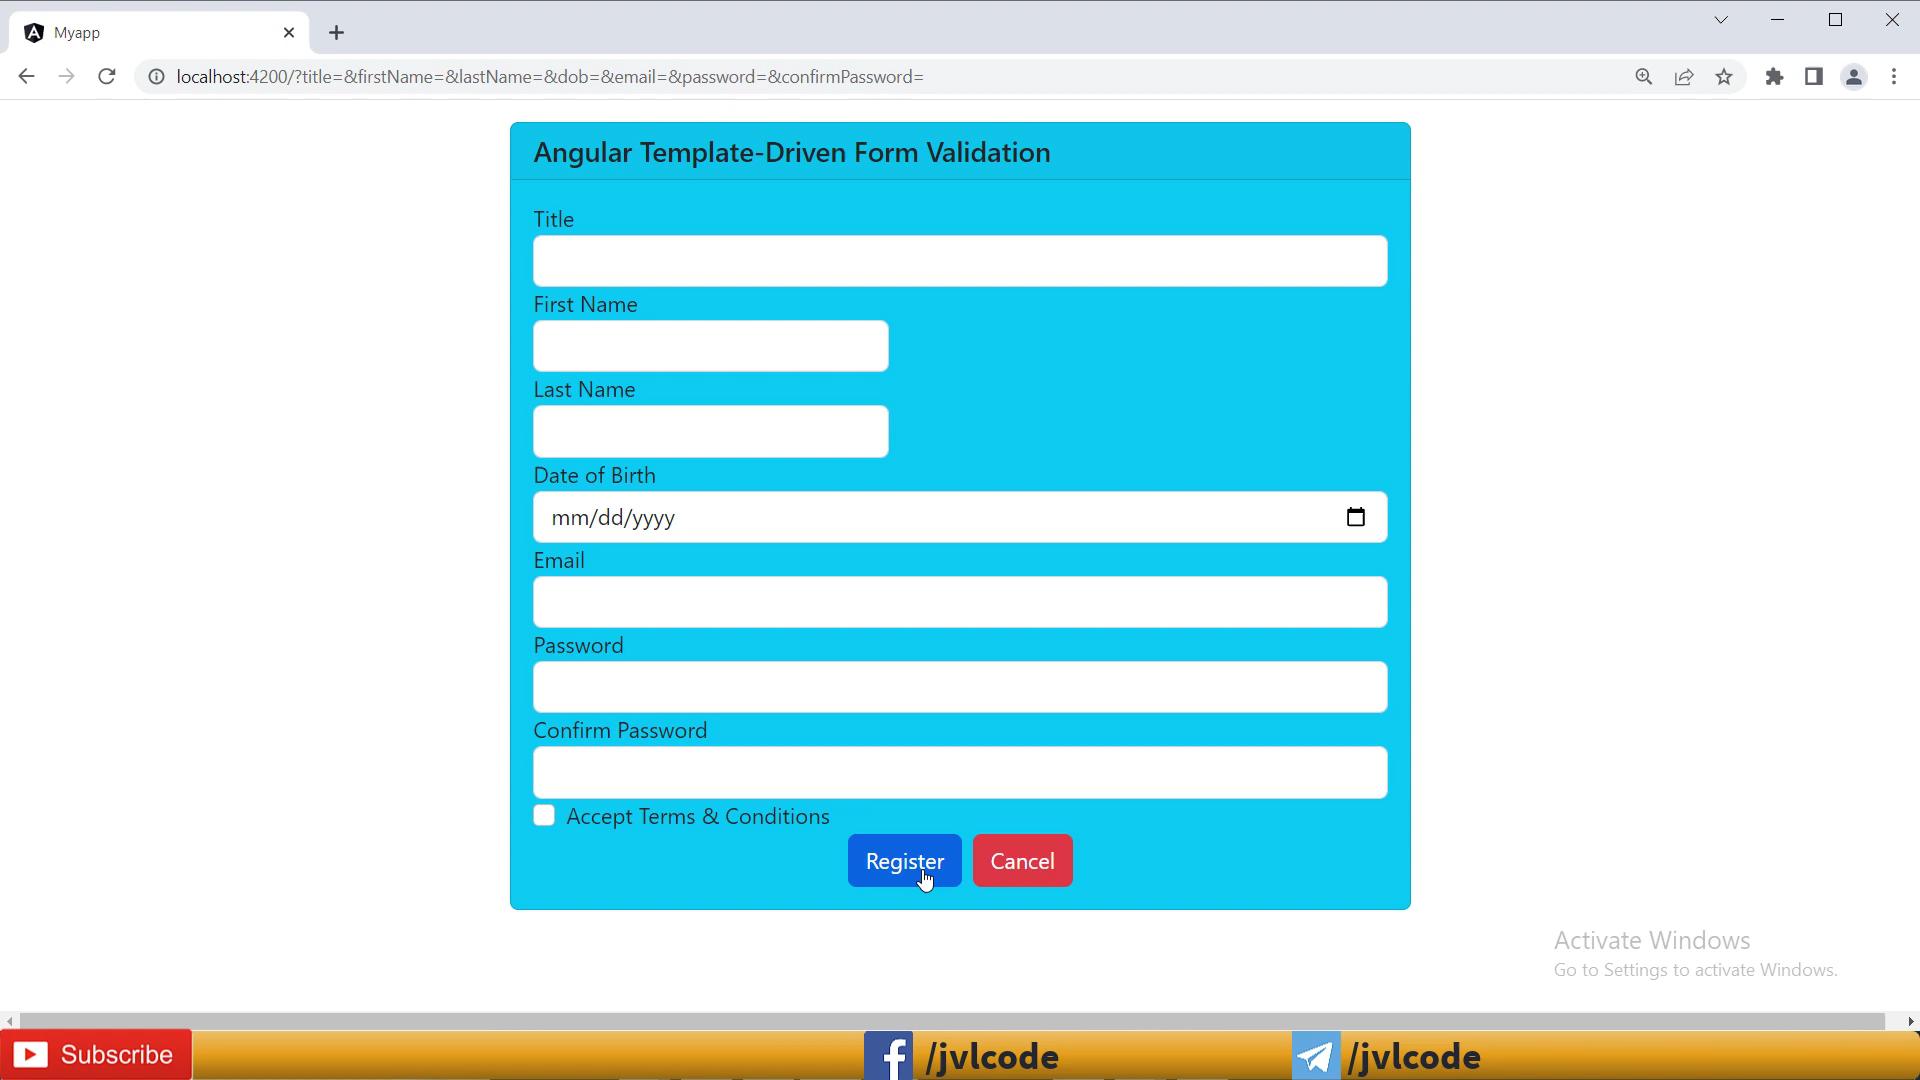 Myapp
localhost:4200/?title=&firstName=&lastName=&dob=&email=&password=&confirmPassword=
Angular Template-Driven Form Validation
Title
First Name
Last Name
Date of Birth
mm/dd/yyyy
Email
Password
Confirm Password
Accept Terms & Conditions
Register Cancel
Activate Windows
Go to Settings to activate Windows.
Subscribe /jvlcode /jvlcode